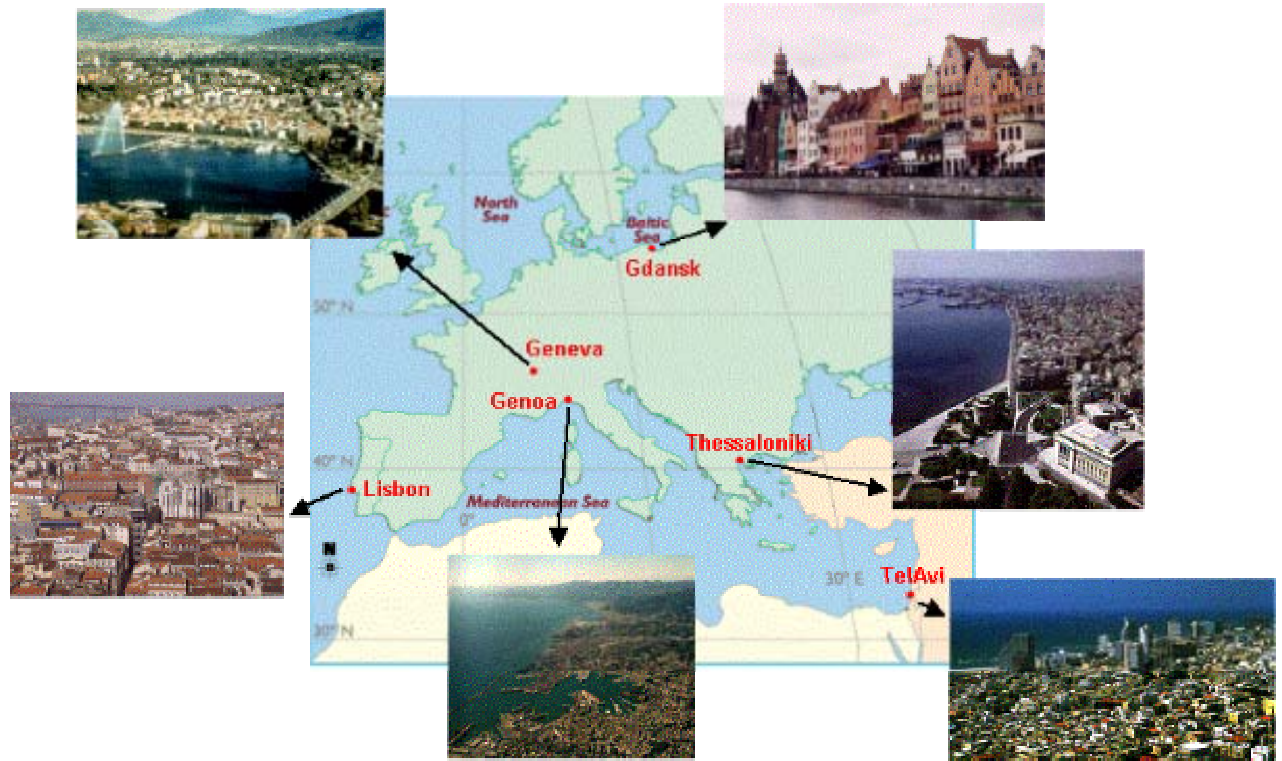 North
Sea
Baltic
Sea
Gdansk
50° N
Geneva
Genoa
Thessaloniki
40° N
Lisbon
Mediterranean Sea
0°
N
30° E
TelAvi
30° N